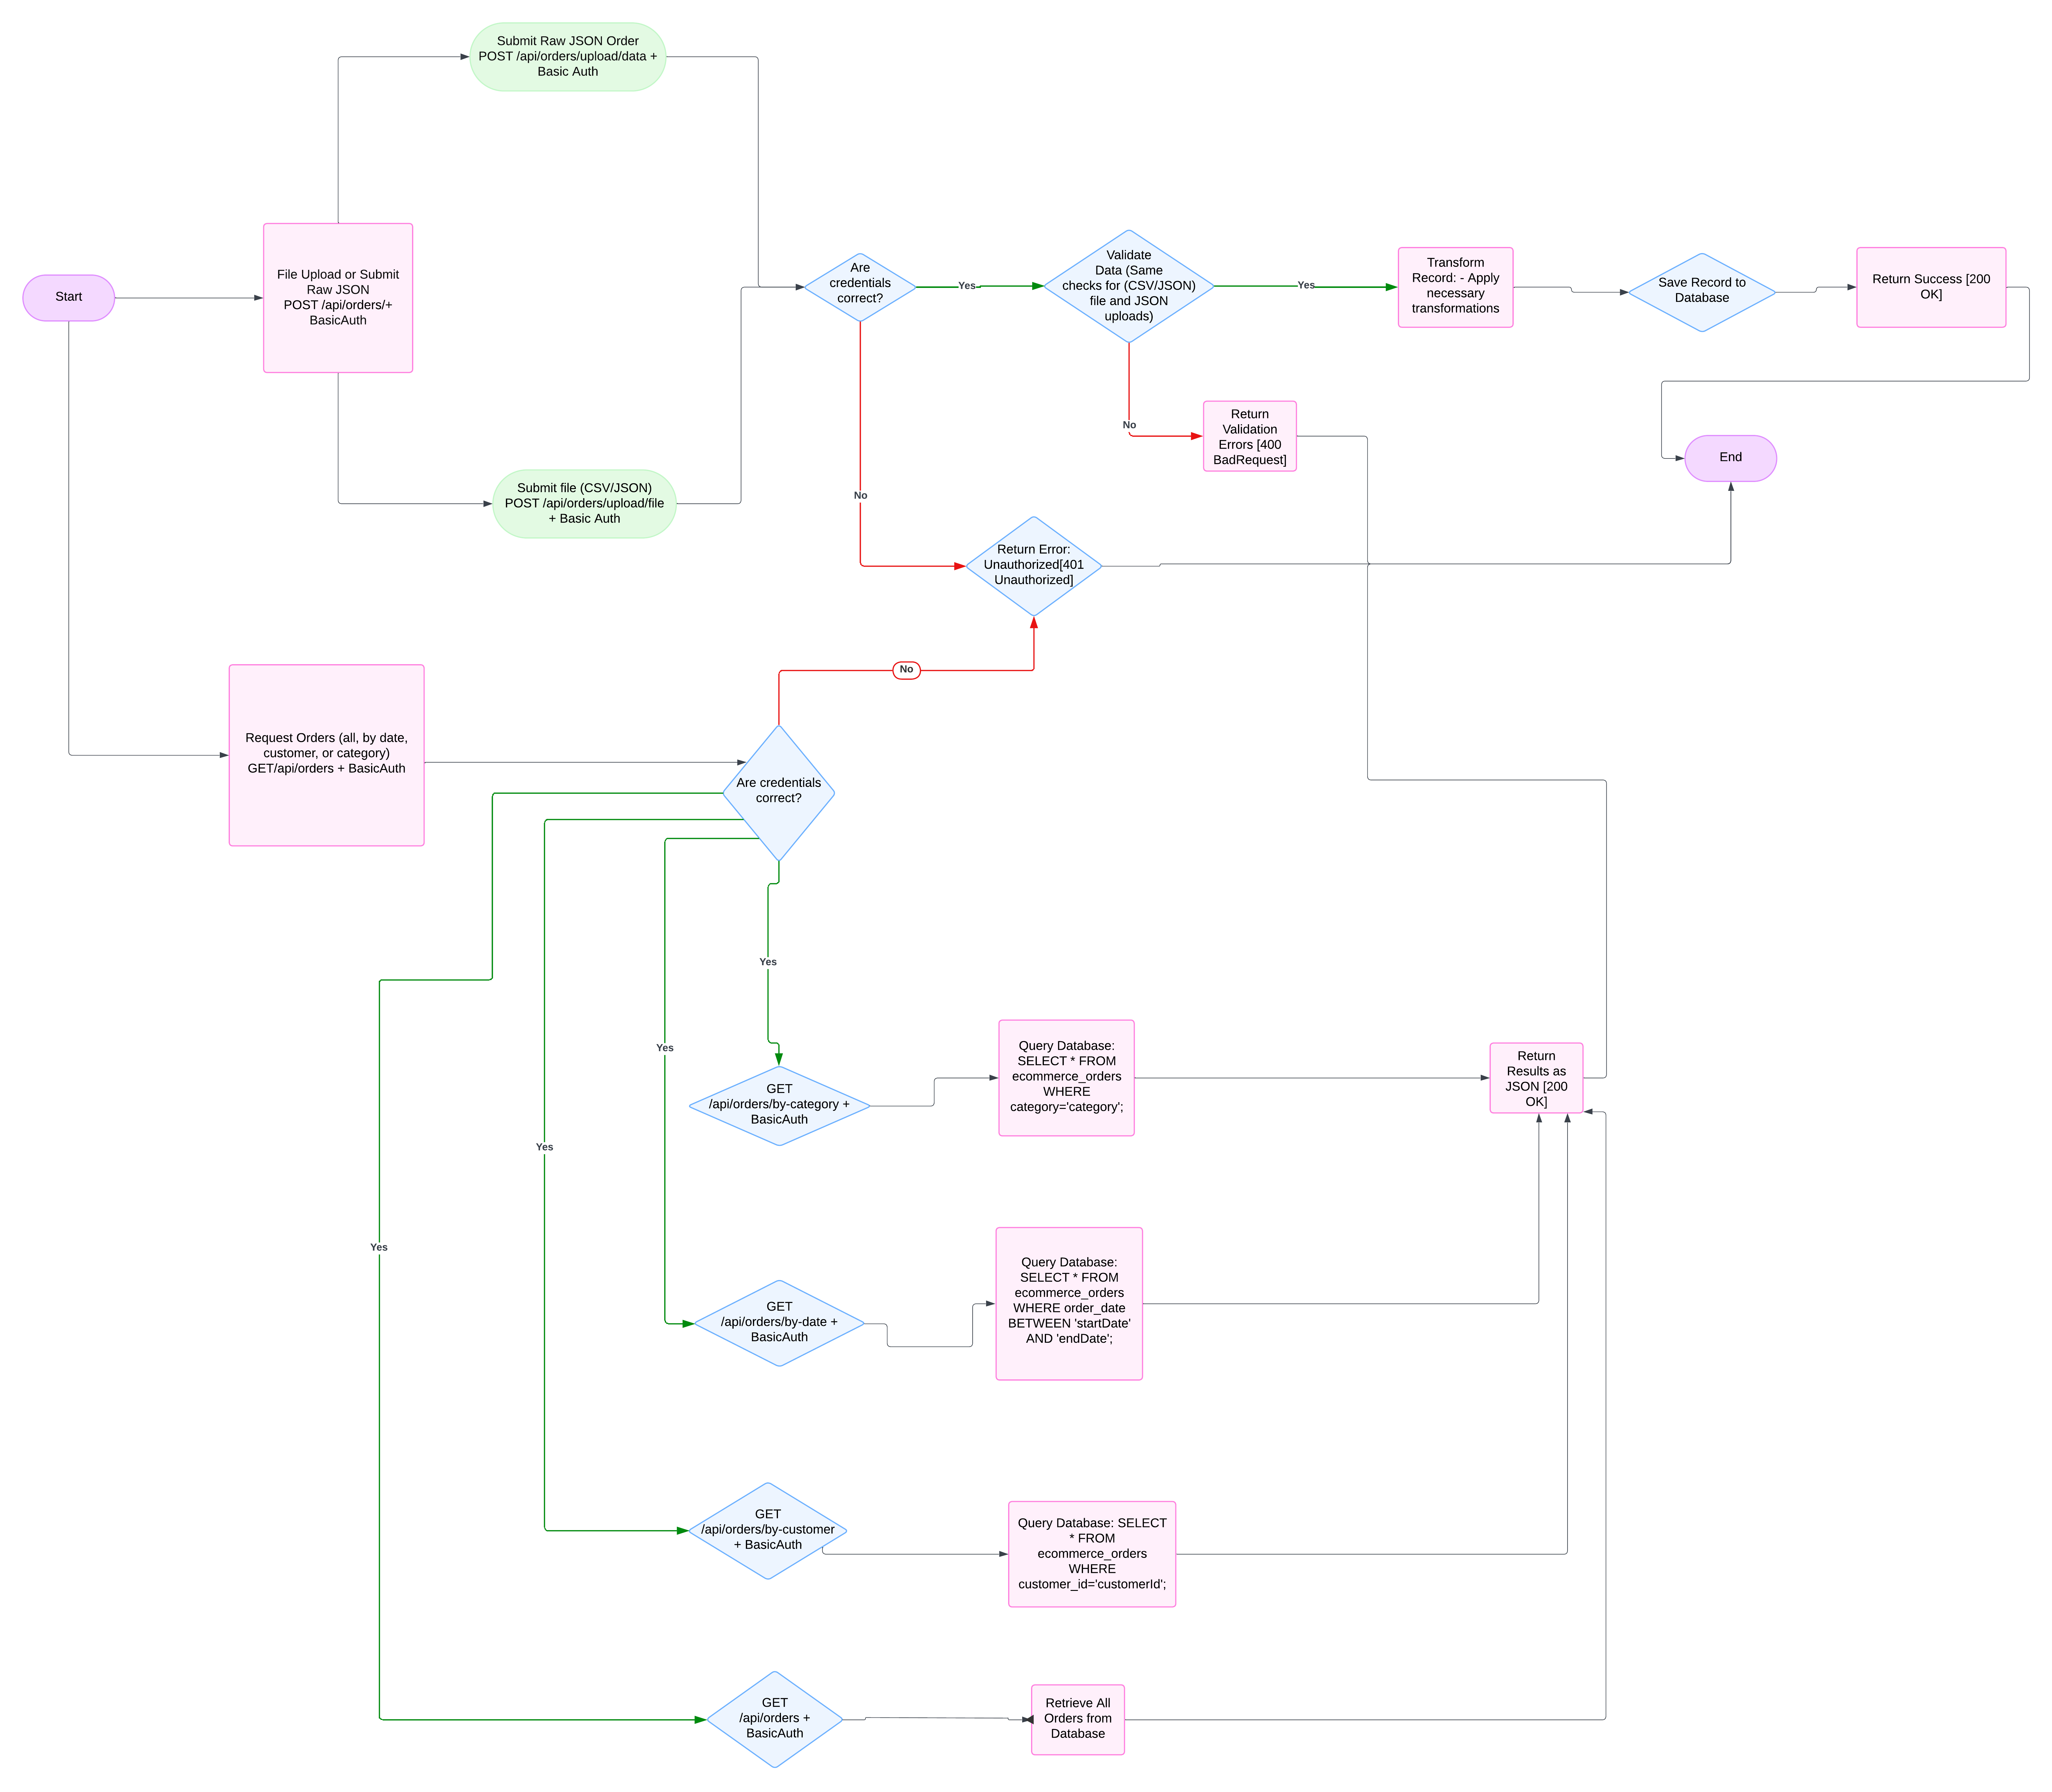 Submit Raw JSON Order
POST /api/orders/upload/data +
Basic Auth
Start
File Upload or Submit
Raw JSON
POST /api/orders/+
BasicAuth
Are
credentials
correct?
Yes
Validate
Data (Same
checks for (CSV/JSON)
file and JSON
uploads)
Yes
Transform
Record: - Apply
necessary
transformations
Save Record to
Database
Return Success [200
OK]
No
Return
Validation
Errors [400
BadRequest]
End
Submit file (CSV/JSON)
POST /api/orders/upload/file
+ Basic Auth
No
Return Error:
Unauthorized[401
Unauthorized]
No
Request Orders (all, by date,
customer, or category)
GET/api/orders + BasicAuth
Are credentials
correct?
Yes
Yes
Yes
Yes
GET
/api/orders/by-category +
BasicAuth
Query Database:
SELECT * FROM
ecommerce_orders
WHERE
category='category';
Return
Results as
JSON [200
OK]
GET
/api/orders/by-date +
BasicAuth
Query Database:
SELECT * FROM
ecommerce_orders
WHERE order_date
BETWEEN 'startDate'
AND 'endDate';
GET
/api/orders/by-customer
+ BasicAuth
Query Database: SELECT
* FROM
ecommerce_orders
WHERE
customer_id='customerId';
GET
/api/orders +
BasicAuth
Retrieve All
Orders from
Database